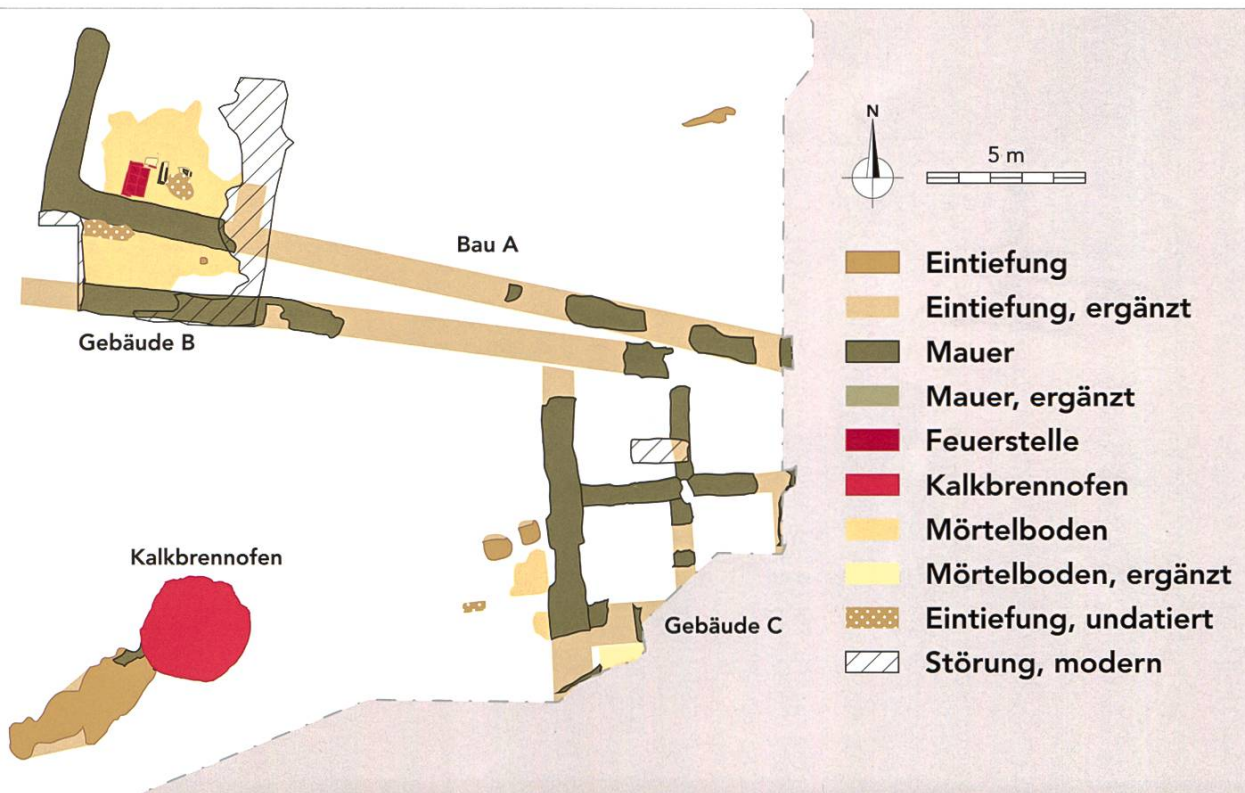 N
5 m
Bau A
Gebäude B
Kalkbrennofen
Gebäude C
Eintiefung
Eintiefung, ergänzt
Mauer
Mauer, ergänzt
Feuerstelle
Kalkbrennofen
Mörtelboden
Mörtelboden, ergänzt
Eintiefung, undatiert
Störung, modern